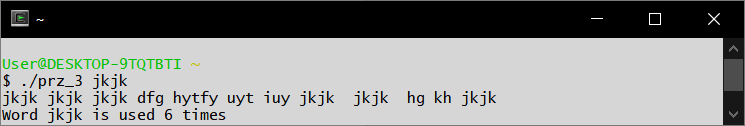 ~
User@DESKTOP-9TQTBTI ~
$ ./prz_3 jkjk
jkjk jkjk jkjk dfg hytfy uyt iuy jkjk  jkjk  hg kh jkjk
Word jkjk is used 6 times